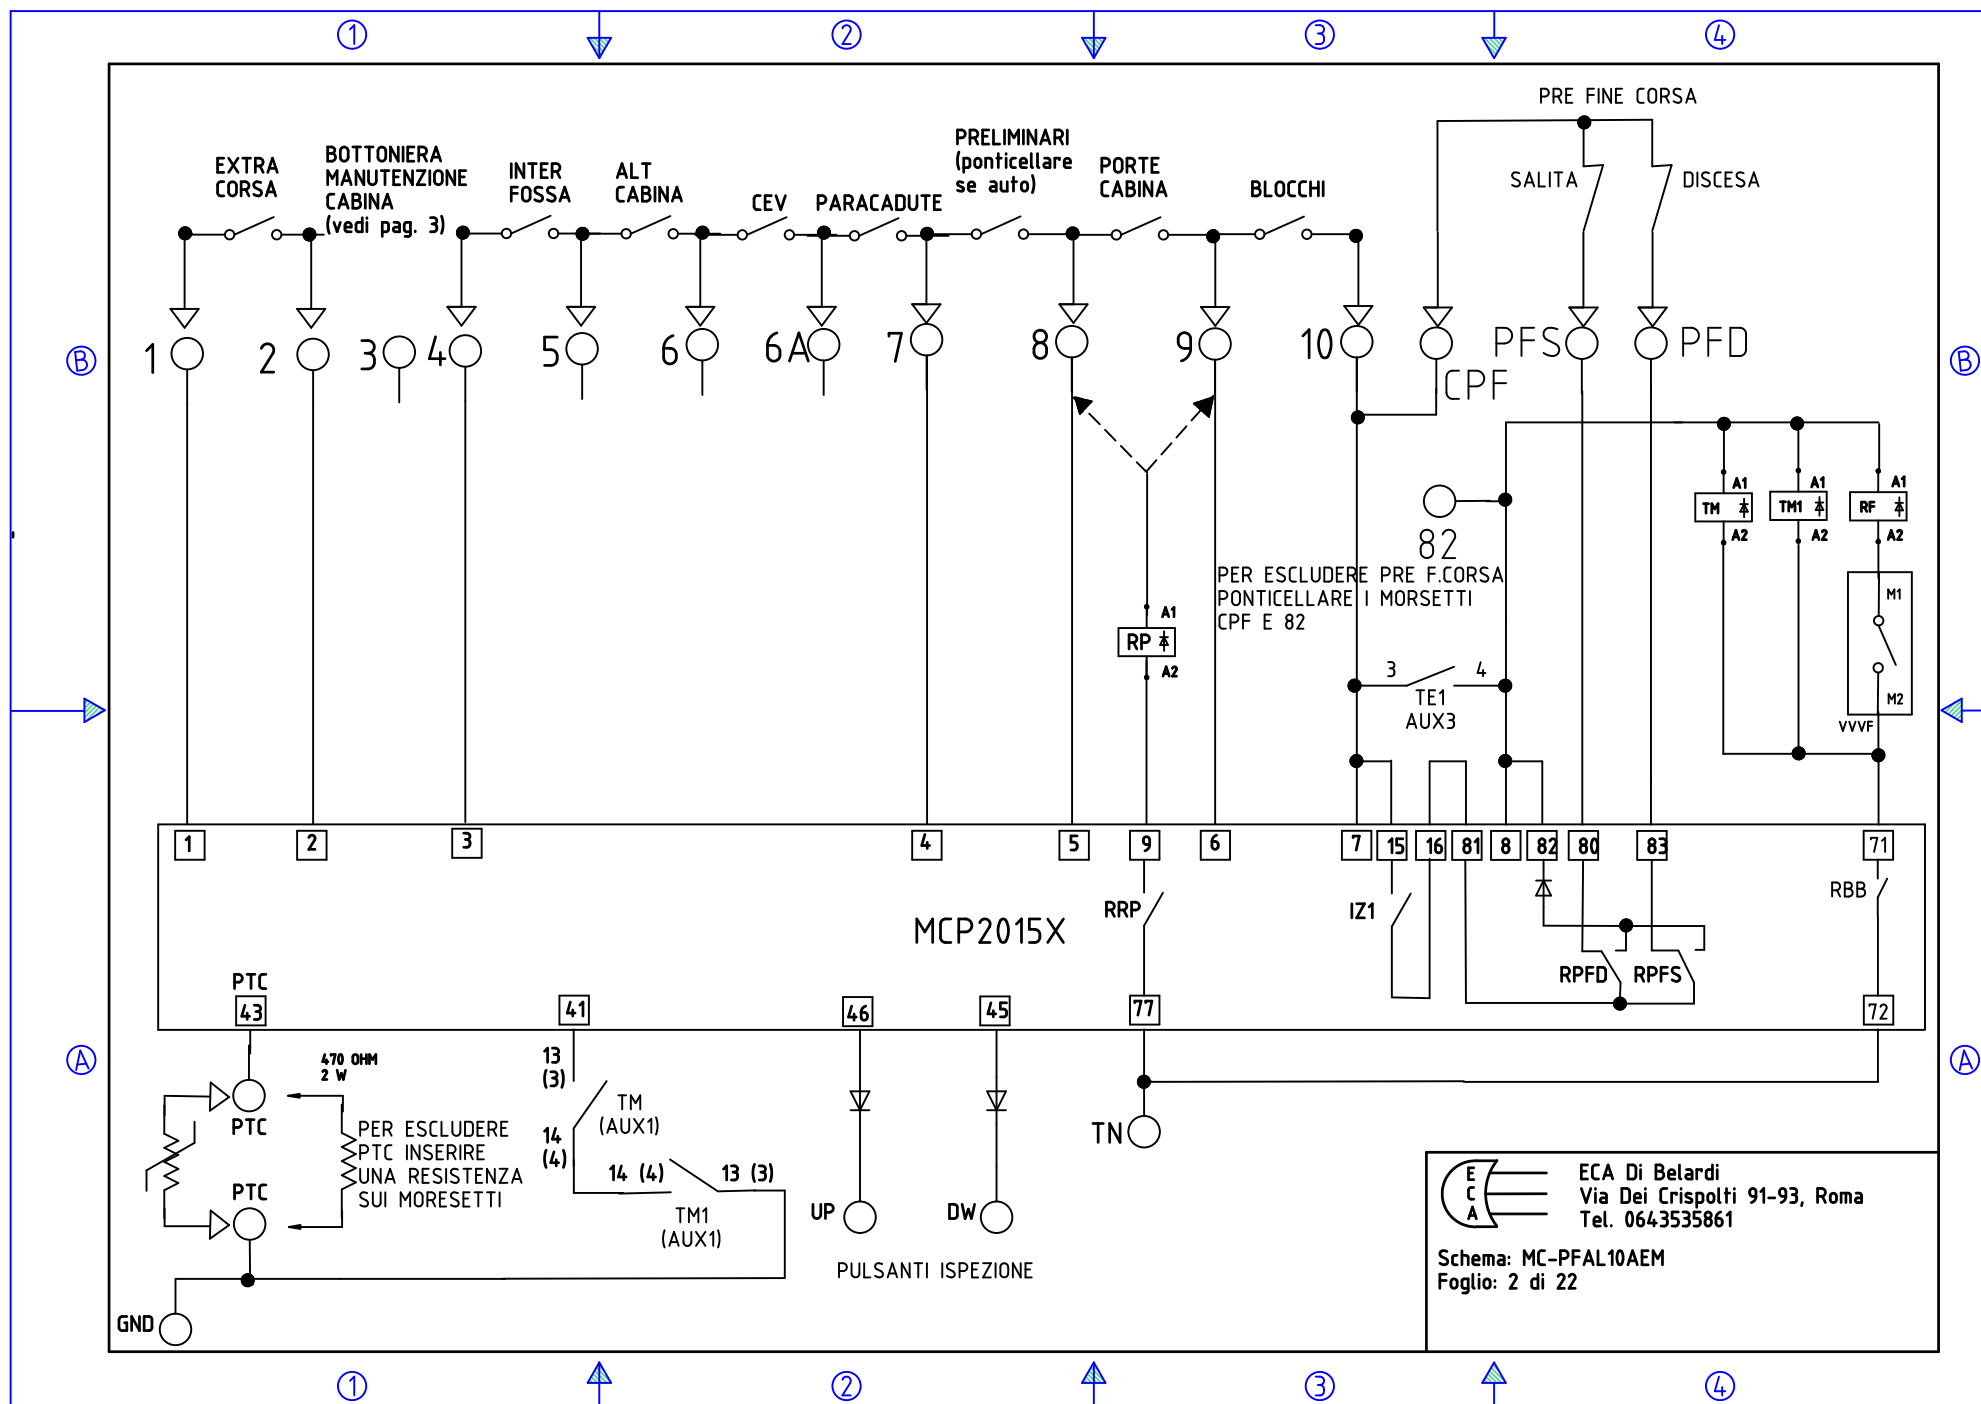 1 2 3 4
PRE FINE CORSA
EXTRA
CORSA
BOTTONIERA
MANUTENZIONE
CABINA
(vedi pag. 3)
INTER
FOSSA
ALT
CABINA
CEV
PARACADUTE
PRELIMINARI
(ponticellare
se auto)
PORTE
CABINA
BLOCCHI
SALITA
DISCESA
B
1 2 3 4 5 6 6A 7 8 9 10
CPF
PFS
PFD
B
82
PER ESCLUDERE PRE F.CORSA
PONTICELLARE I MORSETTI
CPF E 82
A1
TM
A2
A1
TM1
A2
A1
RF
A2
M1
M2
VVVF
A1
RP
A2
3 4
TE1
AUX3
1 2 3 4 5 9 6 7 15 16 81 8 82 80 83 71
MCP2015X
RRP
IZ1
RPFD
RPFS
RBB
PTC
43 41 46 45 77 72
A
470 OHM
2 W
PTC
PER ESCLUDERE
PTC INSERIRE
UNA RESISTENZA
SUI MORESETTI
PTC
GND
13
(3)
TM
(AUX1)
14
(4)
14 (4)
13 (3)
TM1
(AUX1)
UP
DW
PULSANTI ISPEZIONE
TN
A
E
C
A
ECA Di Belardi
Via Dei Crispolti 91-93, Roma
Tel. 0643535861
Schema: MC-PFAL10AEM
Foglio: 2 di 22
1 2 3 4